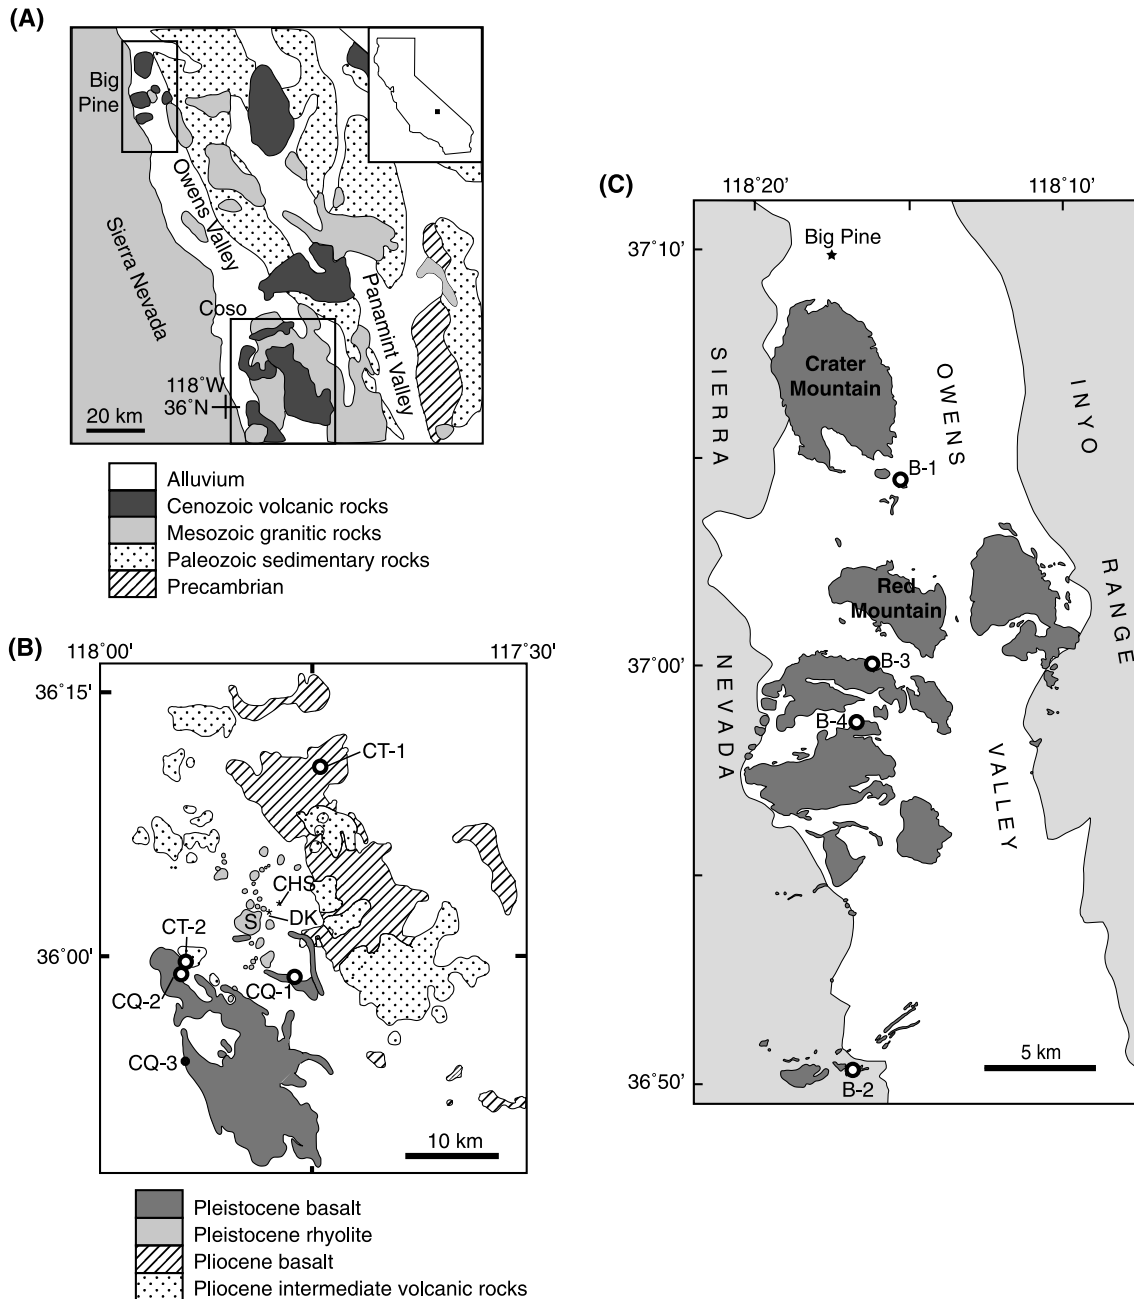 (A)
Big
Pine
Owens Valley
Sierra Nevada
Panamint Valley
Coso
118°W
36°N
20 km
Alluvium
Cenozoic volcanic rocks
Mesozoic granitic rocks
Paleozoic sedimentary rocks
Precambrian
(B)
118°00'
117°30'
36°15'
CT-1
CHS
S
DK
CT-2
36°00'
CQ-2
CQ-1
CQ-3
10 km
Pleistocene basalt
Pleistocene rhyolite
Pliocene basalt
Pliocene intermediate volcanic rocks
(C)
118°20'
118°10'
37°10'
Big Pine
Crater
Mountain
SIERRA
OWENS
INYO
B-1
Red
Mountain
RANGE
37°00'
B-3
NEVADA
B-4
VALLEY
36°50'
5 km
B-2